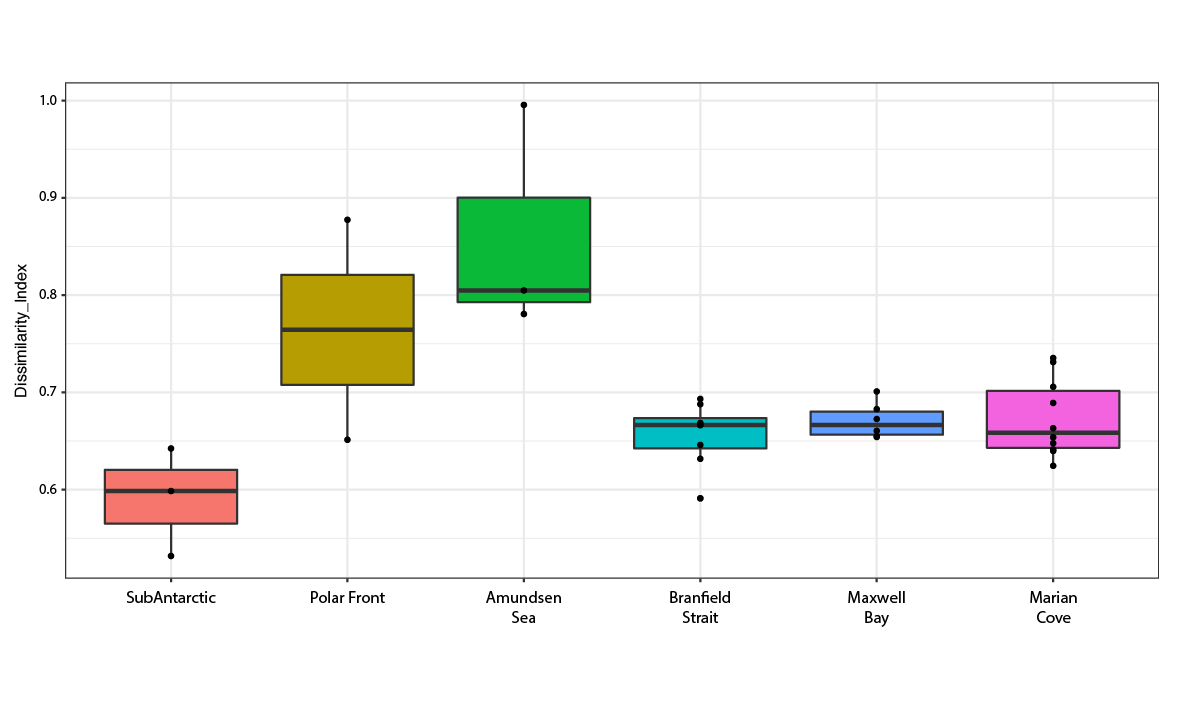 Dissimilarity_Index
1.0
0.9
0.8
0.7
0.6
SubAntarctic
Polar Front
Amundsen
Sea
Branfield
Strait
Maxwell
Bay
Marian
Cove